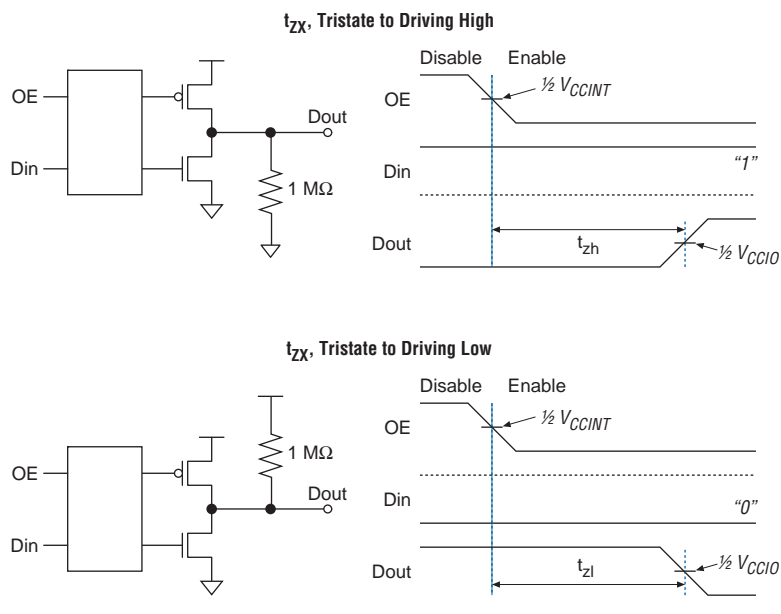 tZX, Tristate to Driving High
Disable Enable
OE
½ VCCINT
OE
Dout
Din
"1"
Din
1 MΩ
Dout
tzh
½ VCCIO
tZX, Tristate to Driving Low
Disable Enable
OE
½ VCCINT
1 MΩ
OE
Dout
Din
"0"
Din
Dout
tzl
½ VCCIO